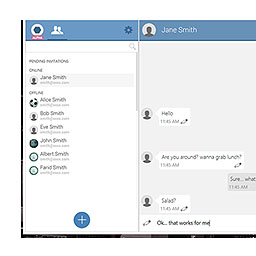 Jane Smith
PENDING INVITATIONS
ONLINE
Jane Smith
OFFLINE
Alice Smith
Bob Smith
Eve Smith
John Smith
Albert Smith
Farid Smith
Hello
11:45 AM
Are you around? wanna grab lunch?
11:45 AM
Sure... what
11:45 AM
Salad?
11:45 AM
Ok... that works for me